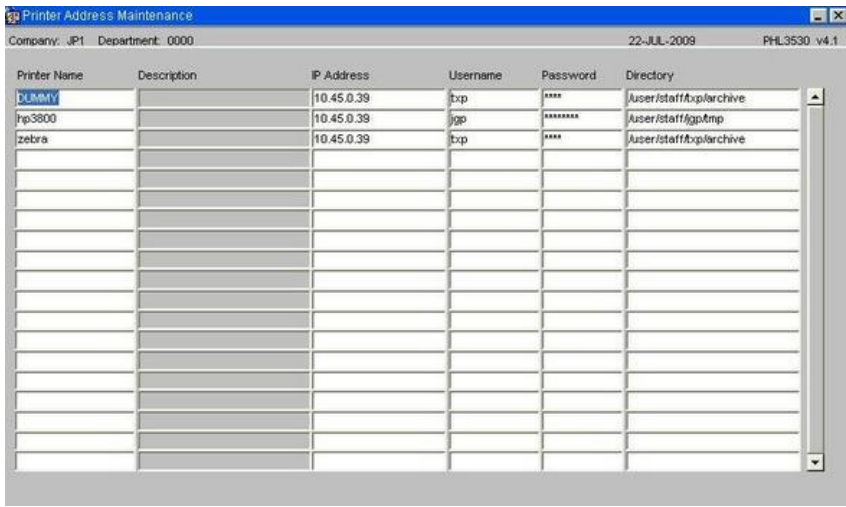 Printer Address Maintenance
Company: JP1 Department: 0000 22-JUL-2009 PHL3530 v4.1
Printer Name Description IP Address Username Password Directory
DUMMY 10.45.0.39 txp **** /user/staff/txp/archive
hp3800 10.45.0.39 jgp ******** /user/staff/jgp/tmp
zebra 10.45.0.39 txp **** /user/staff/txp/archive